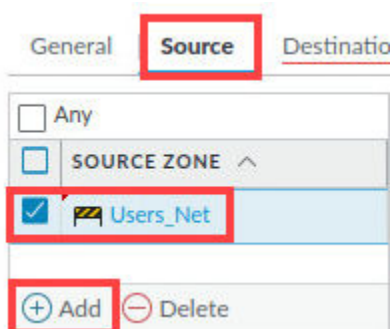 General Source Destinatio
Any
SOURCE ZONE
Users_Net
Add Delete